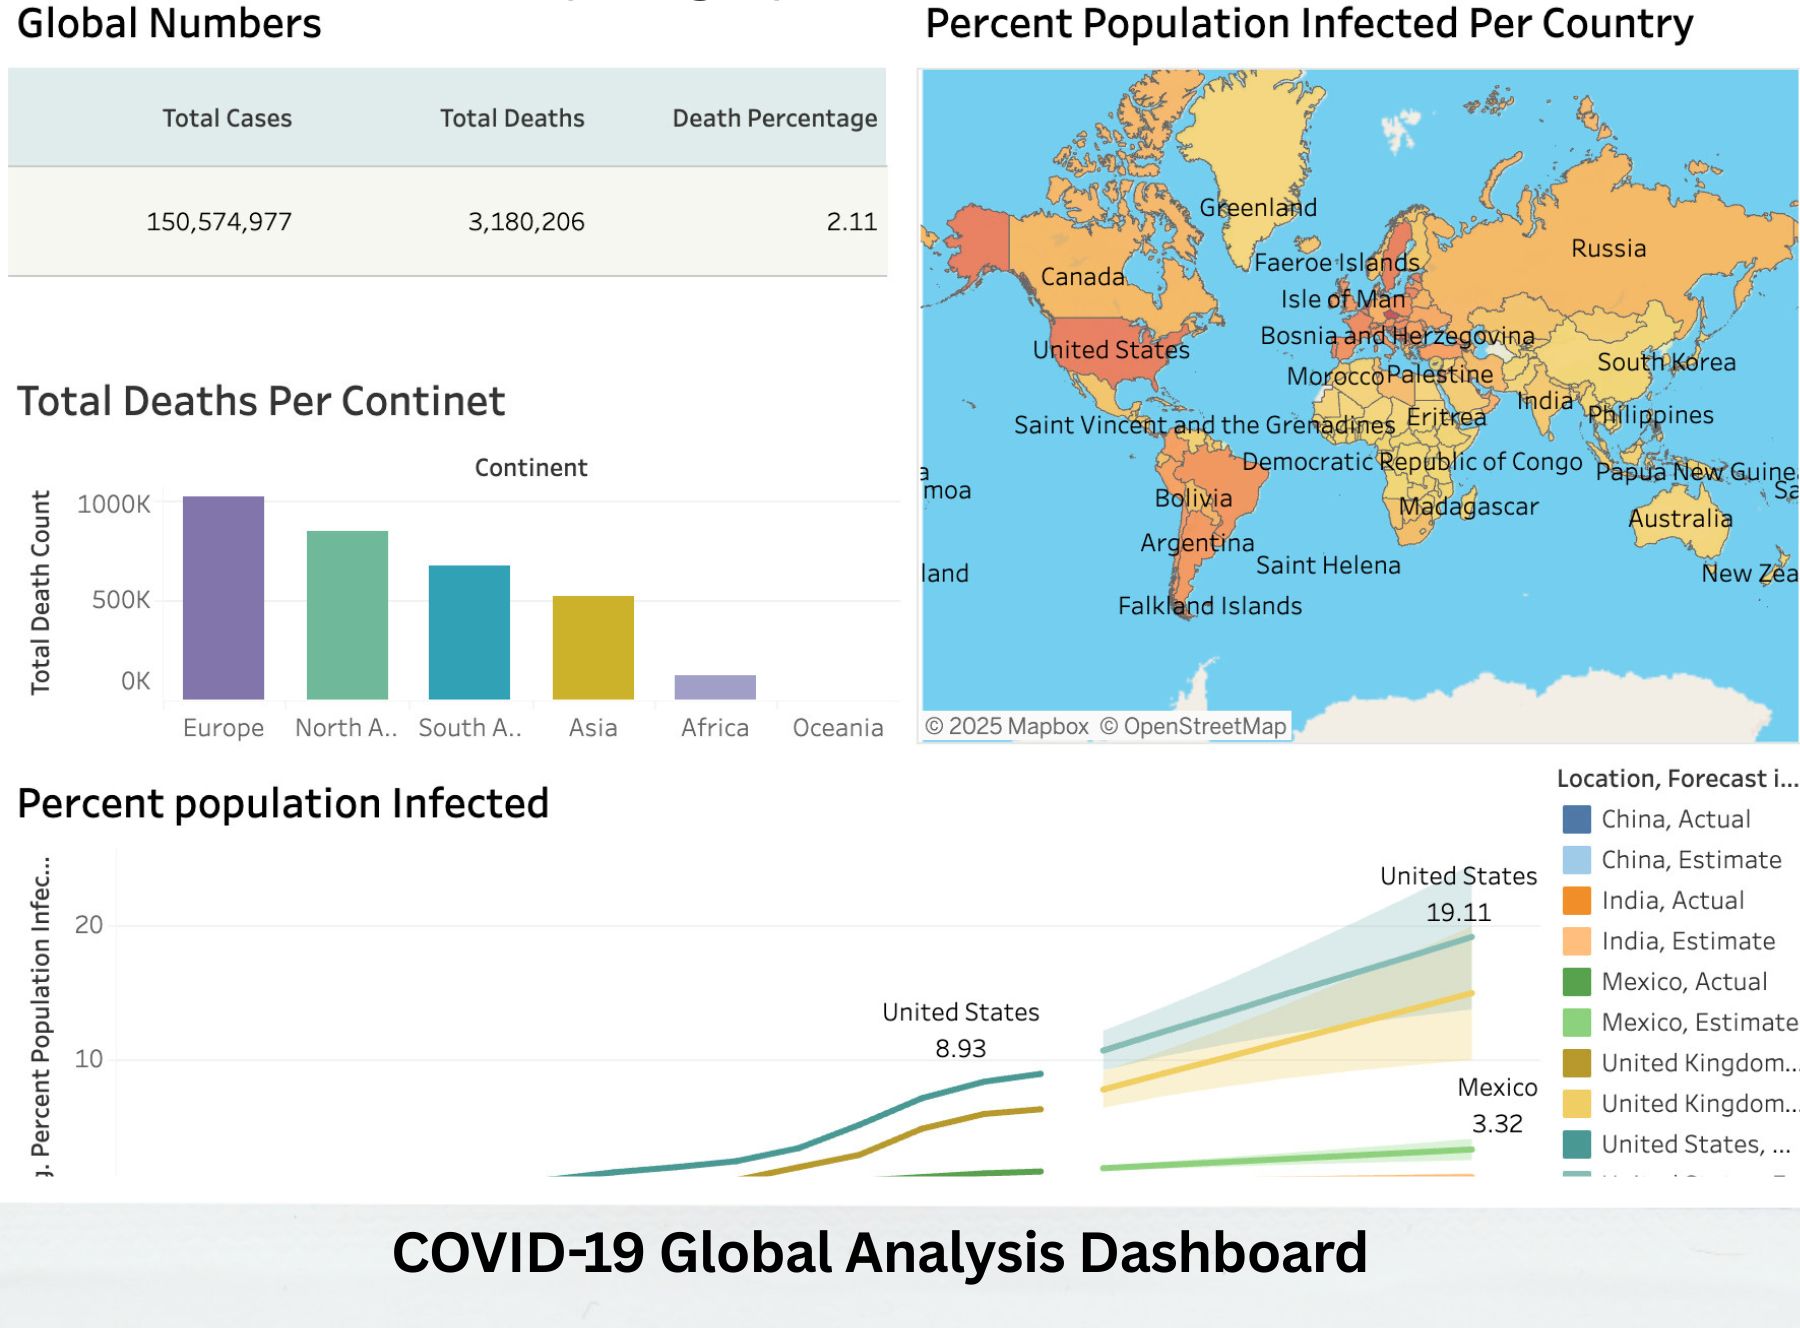 Global Numbers
Total Cases Total Deaths Death Percentage
150,574,977 3,180,206 2.11
Total Deaths Per Continet
Continent
Total Death Count
1000K
500K
0K
Europe North A.. South A.. Asia Africa Oceania
Percent Population Infected Per Country
Greenland
Russia
Faeroe Islands
Canada
Isle of Man
Bosnia and Herzegovina
United States
South Korea
Morocco
Palestine
India
Philippines
Eritrea
Saint Vincent and the Grenadines
Democratic Republic of Congo
Papua New Guinea
a
moa
Sa
Bolivia
Madagascar
Australia
Argentina
Saint Helena
land
New Zea
Falkland Islands
© 2025 Mapbox © OpenStreetMap
Percent population Infected
. Percent Population Infec...
20
10
United States
8.93
United States
19.11
Mexico
3.32
Location, Forecast i...
China, Actual
China, Estimate
India, Actual
India, Estimate
Mexico, Actual
Mexico, Estimate
United Kingdom...
United Kingdom...
United States, ...
COVID-19 Global Analysis Dashboard